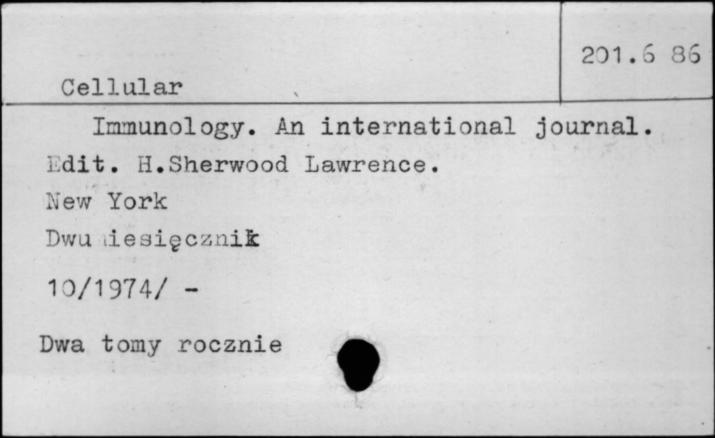 201.6 86
Cellular
Immunology. An international journal.
Edit. H.Sherwood Lawrence.
New York
Dwumiesięcznik
10/1974/ -
Dwa tomy rocznie